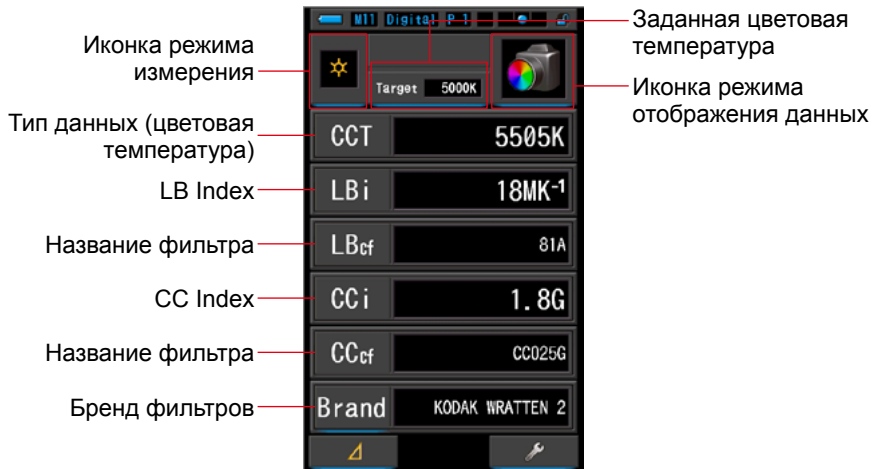 M11 Digital P 1
Иконка режима
измерения
Заданная цветовая
температура
Target 5000K
Иконка режима
отображения данных
Тип данных (цветовая
температура)
CCT 5505K
LB Index
LBi 18MK⁻¹
Название фильтра
LBcf 81A
CC Index
CCi 1.8G
Название фильтра
CCcf CC025G
Бренд фильтров
Brand KODAK WRATTEN 2